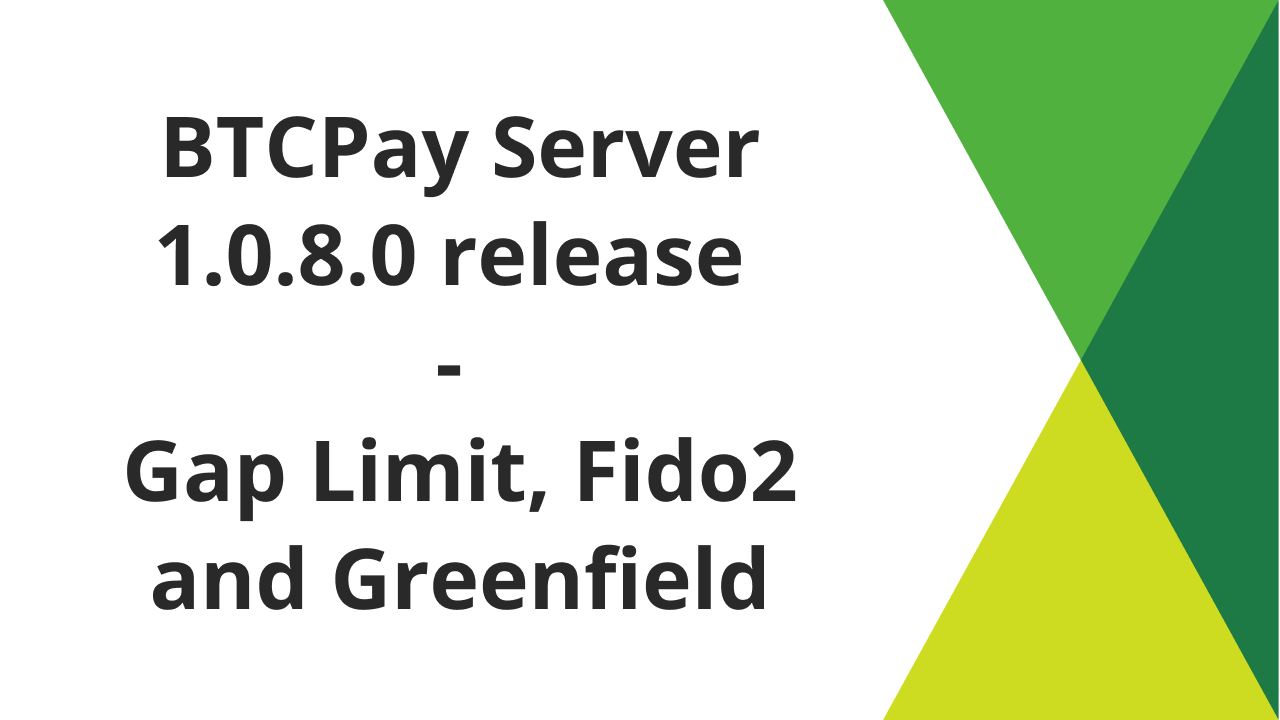 BTCPay Server
1.0.8.0 release
-
Gap Limit, Fido2
and Greenfield